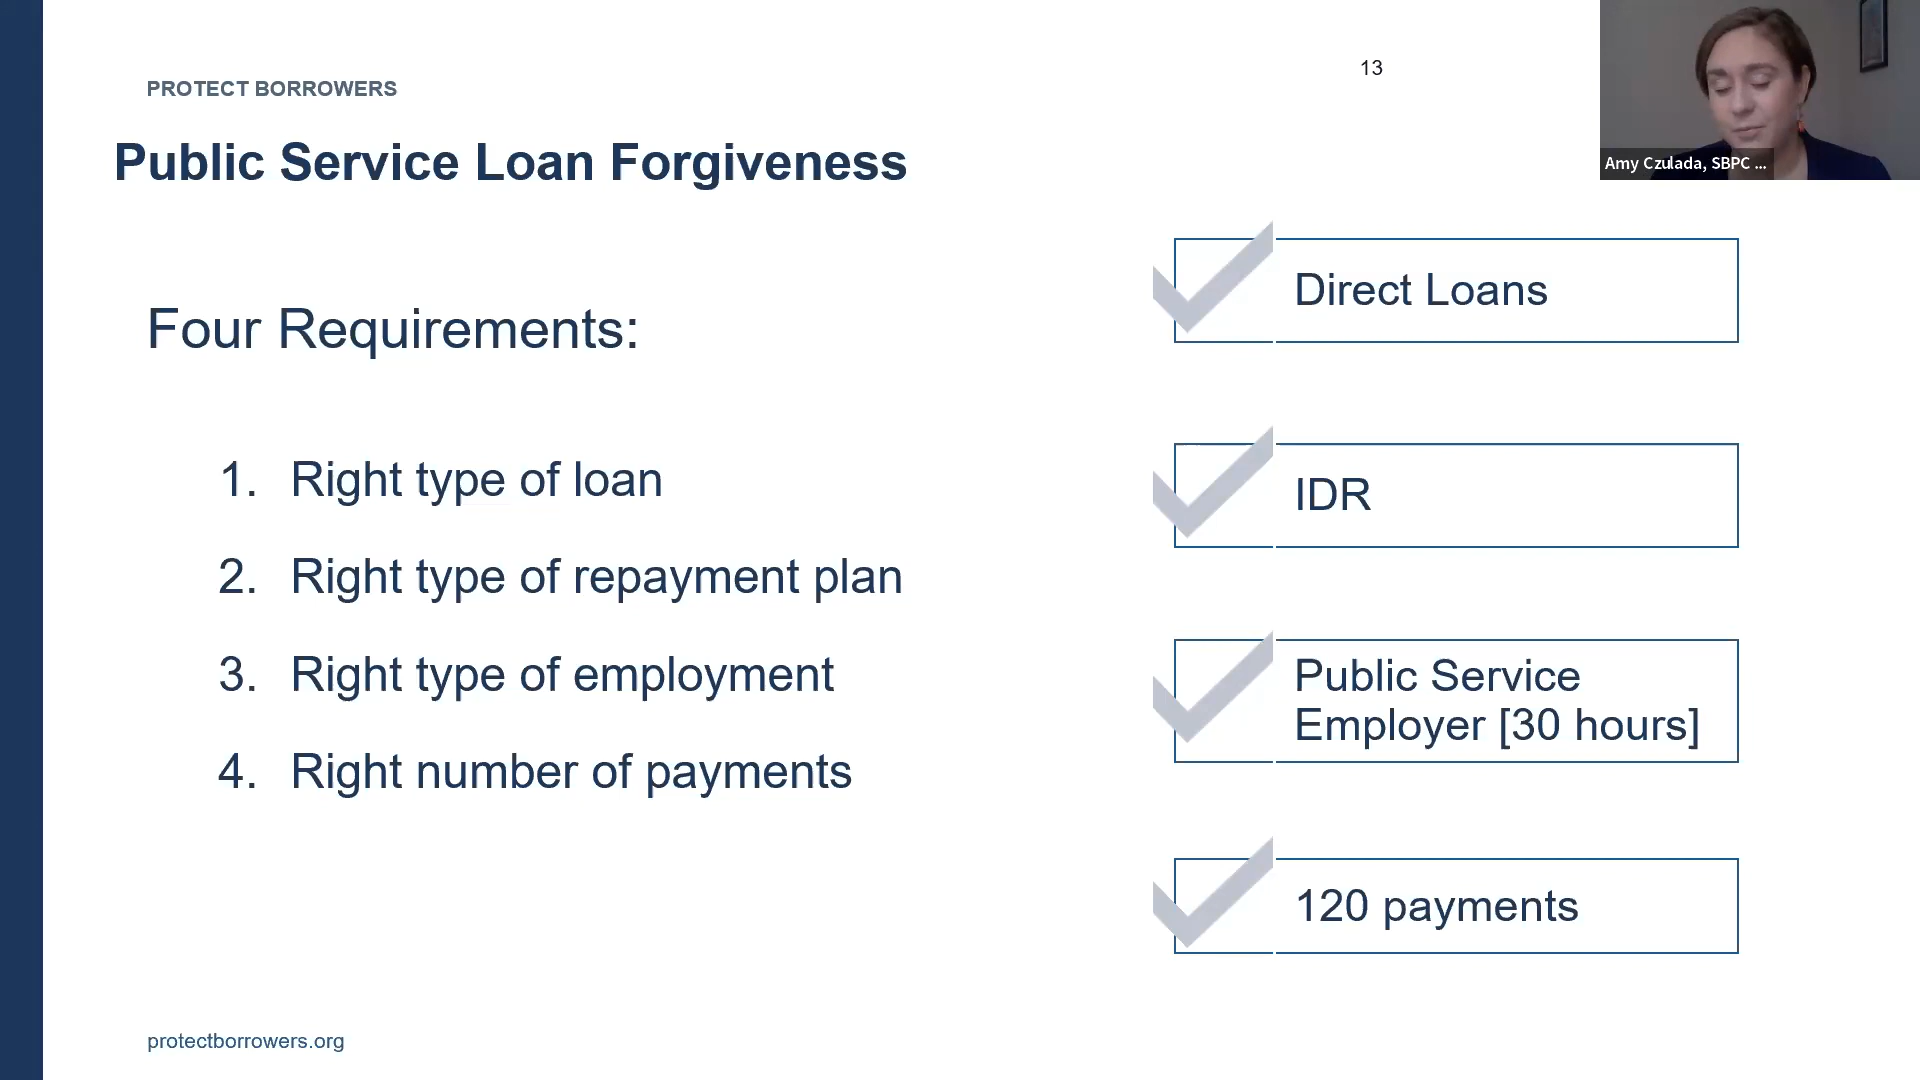 PROTECT BORROWERS
13
Amy Czulada, SBPC ...
Public Service Loan Forgiveness
Four Requirements:
1. Right type of loan
2. Right type of repayment plan
3. Right type of employment
4. Right number of payments
Direct Loans
IDR
Public Service
Employer [30 hours]
120 payments
protectborrowers.org